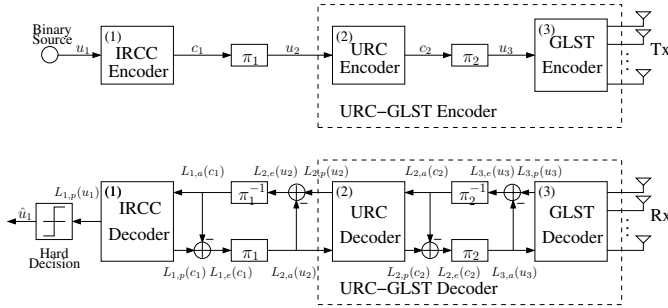 Binary
Source
u₁
(1)
IRCC
Encoder
c₁
π₁
u₂
(2)
URC
Encoder
c₂
π₂
u₃
(3)
GLST
Encoder
Tx
URC−GLST Encoder
û₁
Hard
Decision
L₁,ₚ(u₁)
(1)
IRCC
Decoder
L₁,ₐ(c₁)
L₁,ₚ(c₁)
L₁,ₑ(c₁)
π₁⁻¹
π₁
−
L₂,ₑ(u₂)
L₂,ₚ(u₂)
−
L₂,ₐ(u₂)
(2)
URC
Decoder
L₂,ₐ(c₂)
L₂,ₚ(c₂)
L₂,ₑ(c₂)
π₂⁻¹
π₂
−
L₃,ₑ(u₃)
L₃,ₚ(u₃)
−
L₃,ₐ(u₃)
(3)
GLST
Decoder
Rx
URC−GLST Decoder